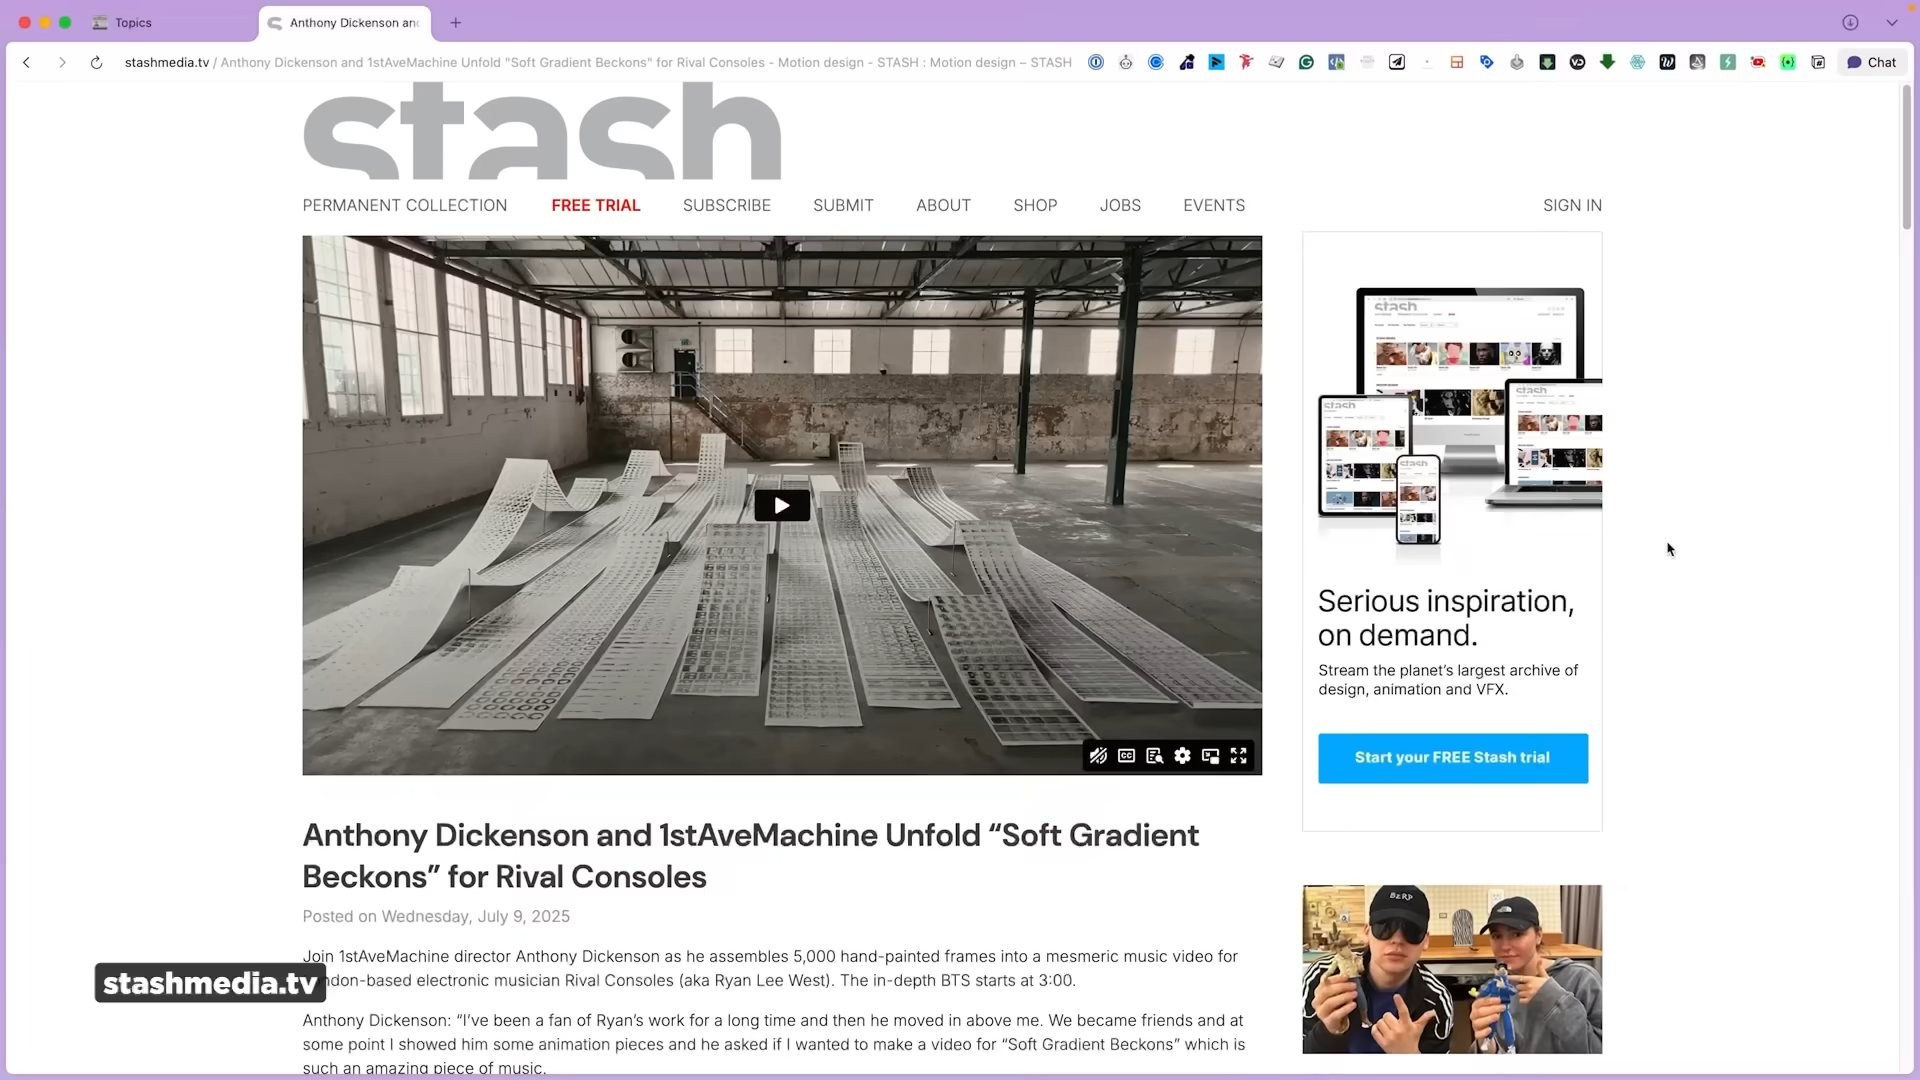 Topics
Anthony Dickenson an
stashmedia.tv / Anthony Dickenson and 1stAveMachine Unfold "Soft Gradient Beckons" for Rival Consoles - Motion design - STASH : Motion design – STASH
Chat
stash
PERMANENT COLLECTION FREE TRIAL SUBSCRIBE SUBMIT ABOUT SHOP JOBS EVENTS SIGN IN
stash
stash
stash
stash
Serious inspiration,
on demand.
Stream the planet’s largest archive of
design, animation and VFX.
Start your FREE Stash trial
CC
Anthony Dickenson and 1stAveMachine Unfold “Soft Gradient
Beckons” for Rival Consoles
Posted on Wednesday, July 9, 2025
BERP
Join 1stAveMachine director Anthony Dickenson as he assembles 5,000 hand-painted frames into a mesmeric music video for
ndon-based electronic musician Rival Consoles (aka Ryan Lee West). The in-depth BTS starts at 3:00.
stashmedia.tv
Anthony Dickenson: “I’ve been a fan of Ryan’s work for a long time and then he moved in above me. We became friends and at
some point I showed him some animation pieces and he asked if I wanted to make a video for “Soft Gradient Beckons” which is
such an amazing piece of music.